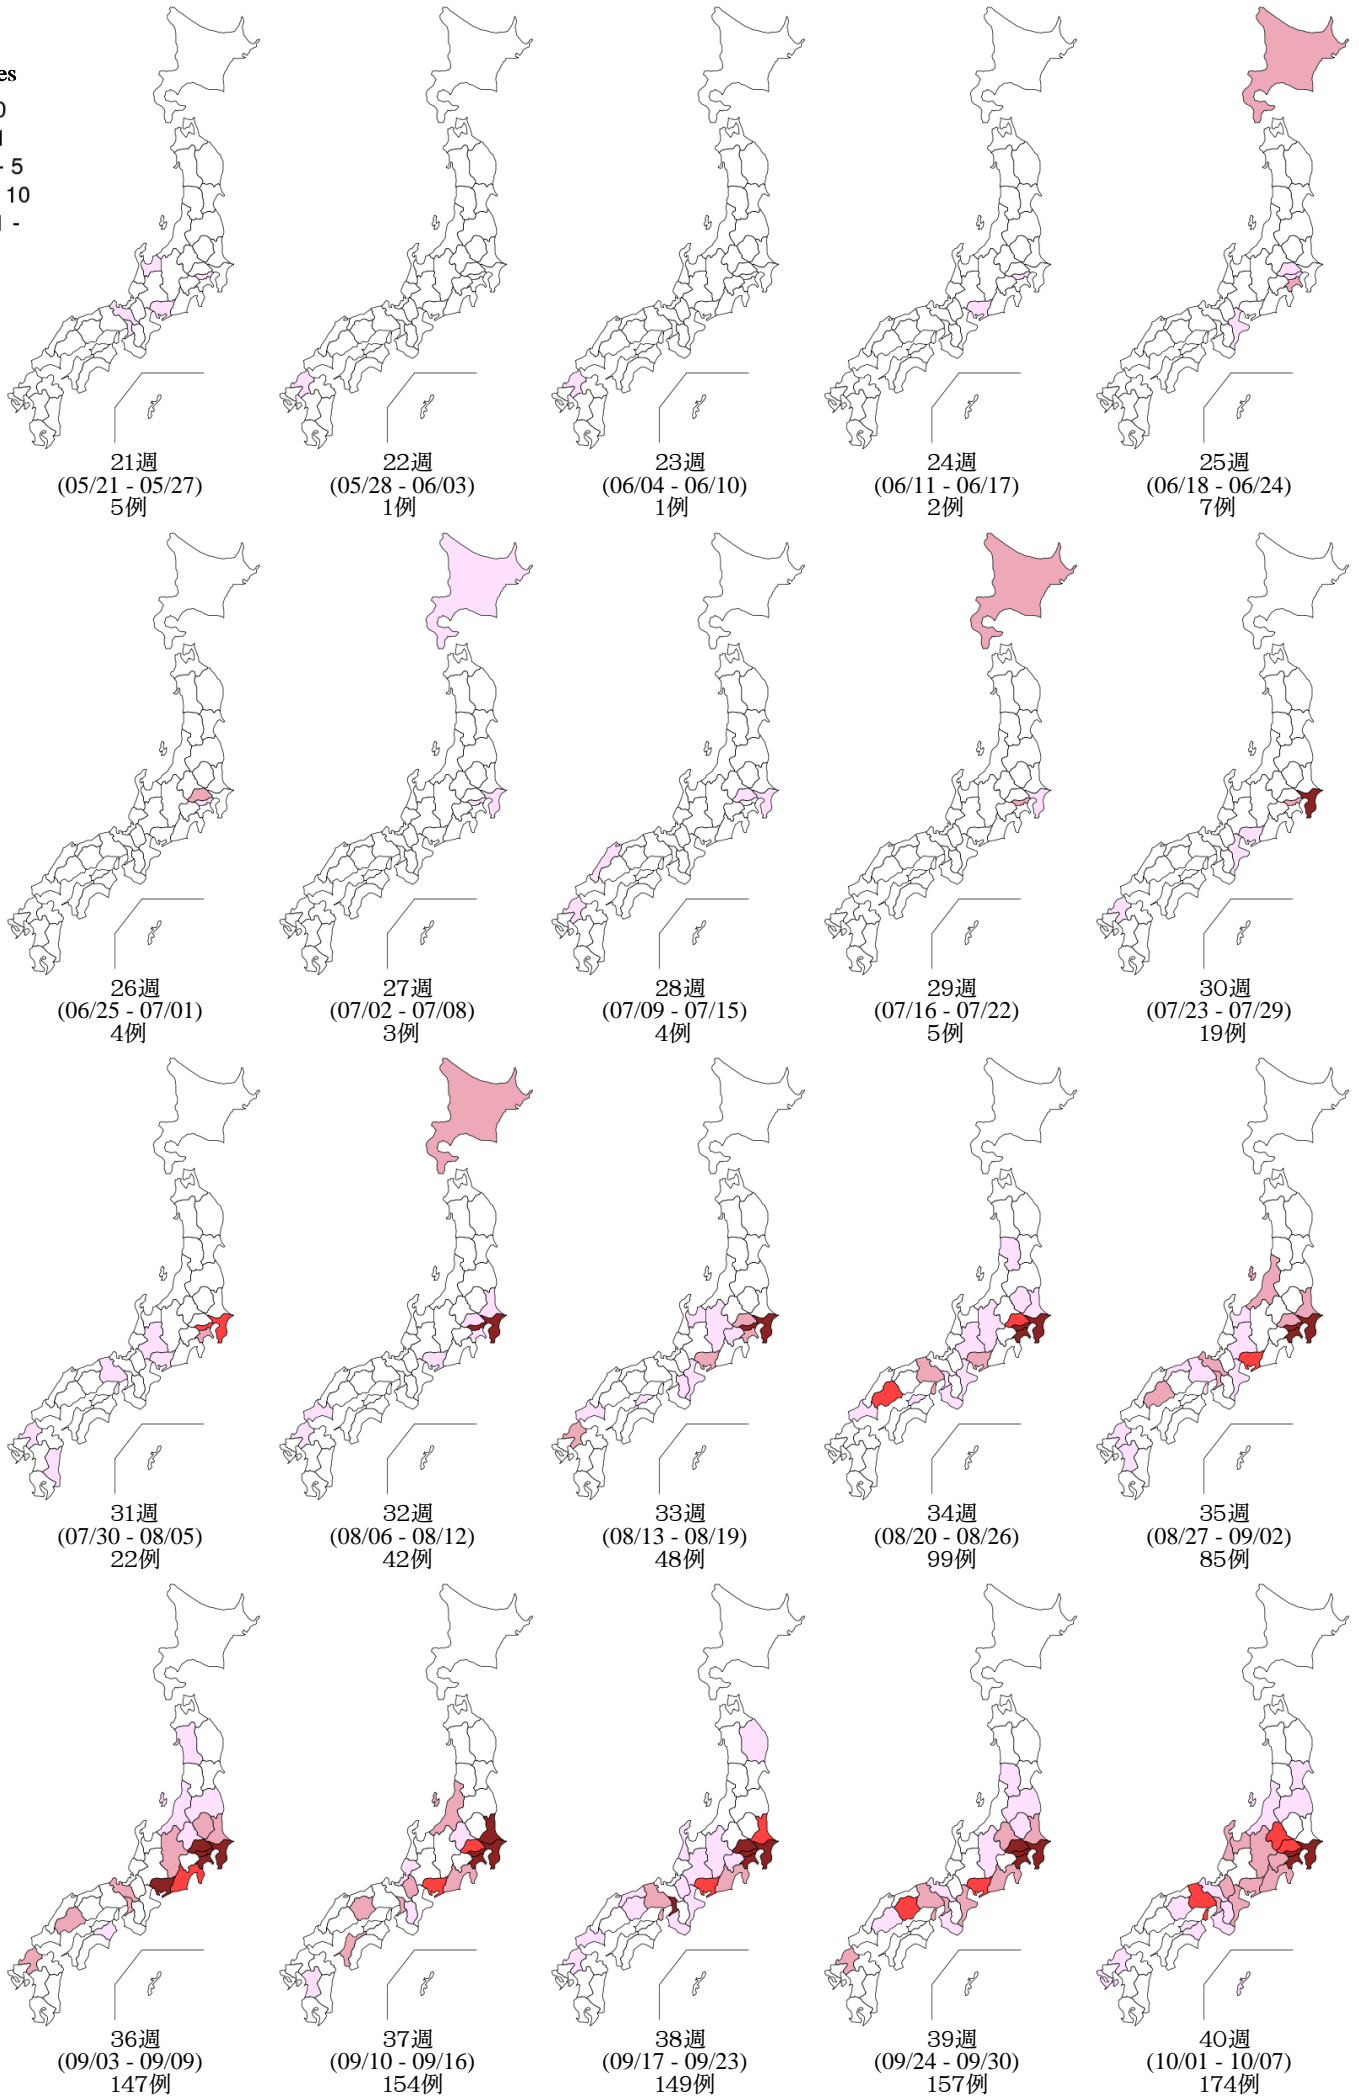 es
0
1
- 5
10
1 -
21週
(05/21 - 05/27)
5例
22週
(05/28 - 06/03)
1例
23週
(06/04 - 06/10)
1例
24週
(06/11 - 06/17)
2例
25週
(06/18 - 06/24)
7例
26週
(06/25 - 07/01)
4例
27週
(07/02 - 07/08)
3例
28週
(07/09 - 07/15)
4例
29週
(07/16 - 07/22)
5例
30週
(07/23 - 07/29)
19例
31週
(07/30 - 08/05)
22例
32週
(08/06 - 08/12)
42例
33週
(08/13 - 08/19)
48例
34週
(08/20 - 08/26)
99例
35週
(08/27 - 09/02)
85例
36週
(09/03 - 09/09)
147例
37週
(09/10 - 09/16)
154例
38週
(09/17 - 09/23)
149例
39週
(09/24 - 09/30)
157例
40週
(10/01 - 10/07)
174例